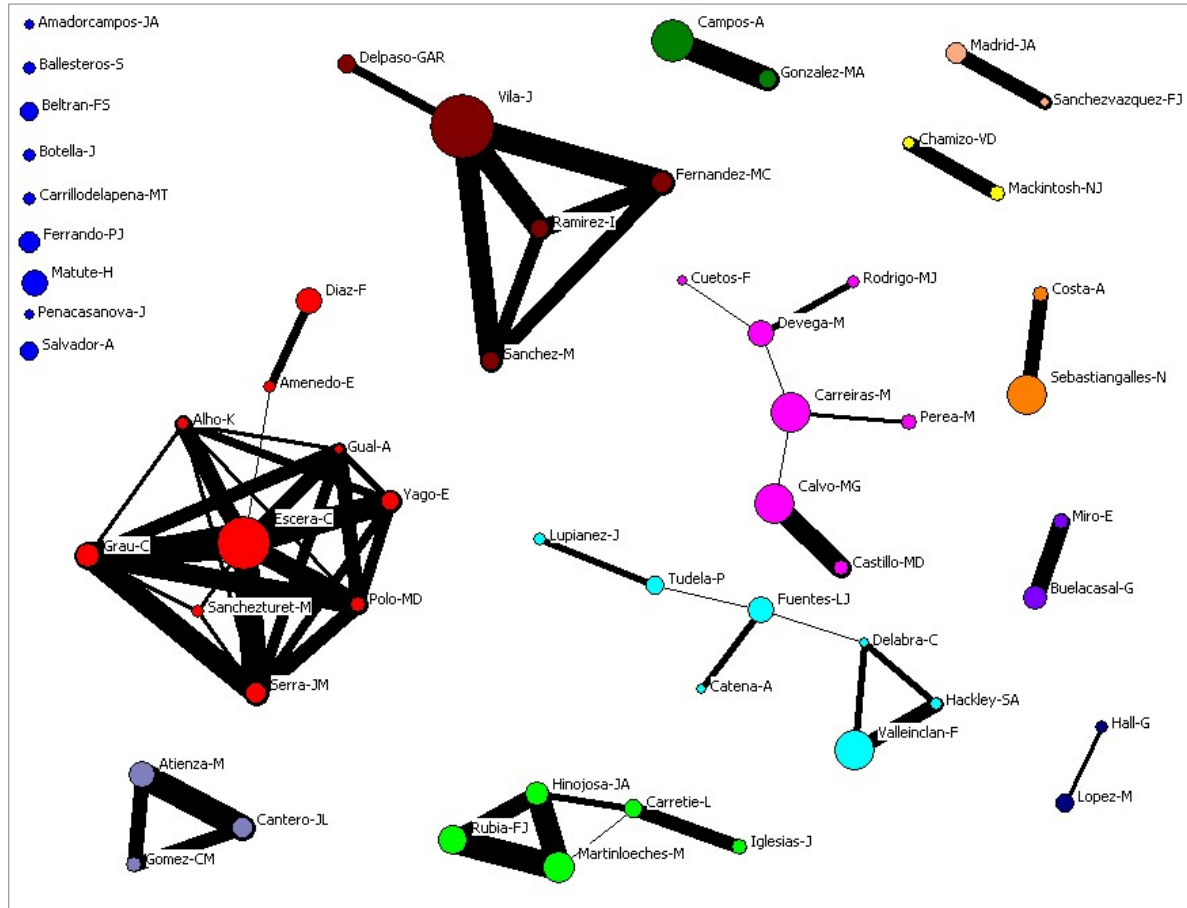 Amadorcampos-JA
Ballesteros-S
Beltran-FS
Botella-J
Carrillodelapena-MT
Ferrando-PJ
Matute-H
Penacasanova-J
Salvador-A
Delpaso-GAR
Vila-J
Fernandez-MC
Ramirez-I
Sanchez-M
Campos-A
Gonzalez-MA
Madrid-JA
Sanchezvazquez-FJ
Chamizo-VD
Mackintosh-NJ
Diaz-F
Amenedo-E
Alho-K
Gual-A
Yago-E
Escera-C
Grau-C
Sanchezturet-M
Polo-MD
Serra-JM
Cuetos-F
Rodrigo-MJ
Devega-M
Carreiras-M
Perea-M
Calvo-MG
Castillo-MD
Costa-A
Sebastiangalles-N
Lupianez-J
Tudela-P
Fuentes-LJ
Delabra-C
Catena-A
Hackley-SA
Valleinclan-F
Miro-E
Buelacasal-G
Hall-G
Lopez-M
Atienza-M
Cantero-JL
Gomez-CM
Hinojosa-JA
Carretie-L
Rubia-FJ
Martinloeches-M
Iglesias-J